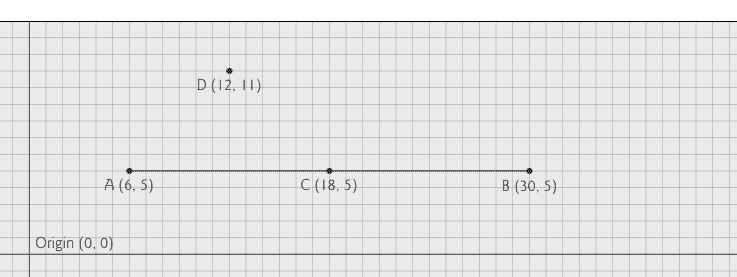 D (12, 11)
A (6, 5)
C (18, 5)
B (30, 5)
Origin (0, 0)